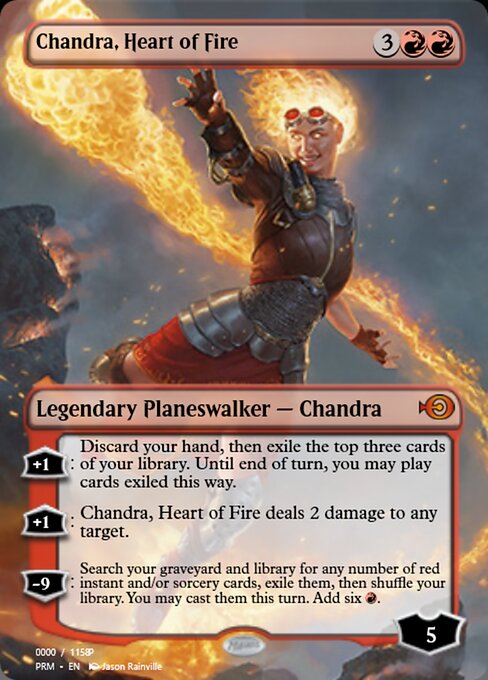 Chandra, Heart of Fire 3
Legendary Planeswalker — Chandra
+1: Discard your hand, then exile the top three cards
of your library. Until end of turn, you may play
cards exiled this way.
+1: Chandra, Heart of Fire deals 2 damage to any
target.
-9: Search your graveyard and library for any number of red
instant and/or sorcery cards, exile them, then shuffle your
library. You may cast them this turn. Add six .
5
0000 / 1158P
PRM - EN Jason Rainville